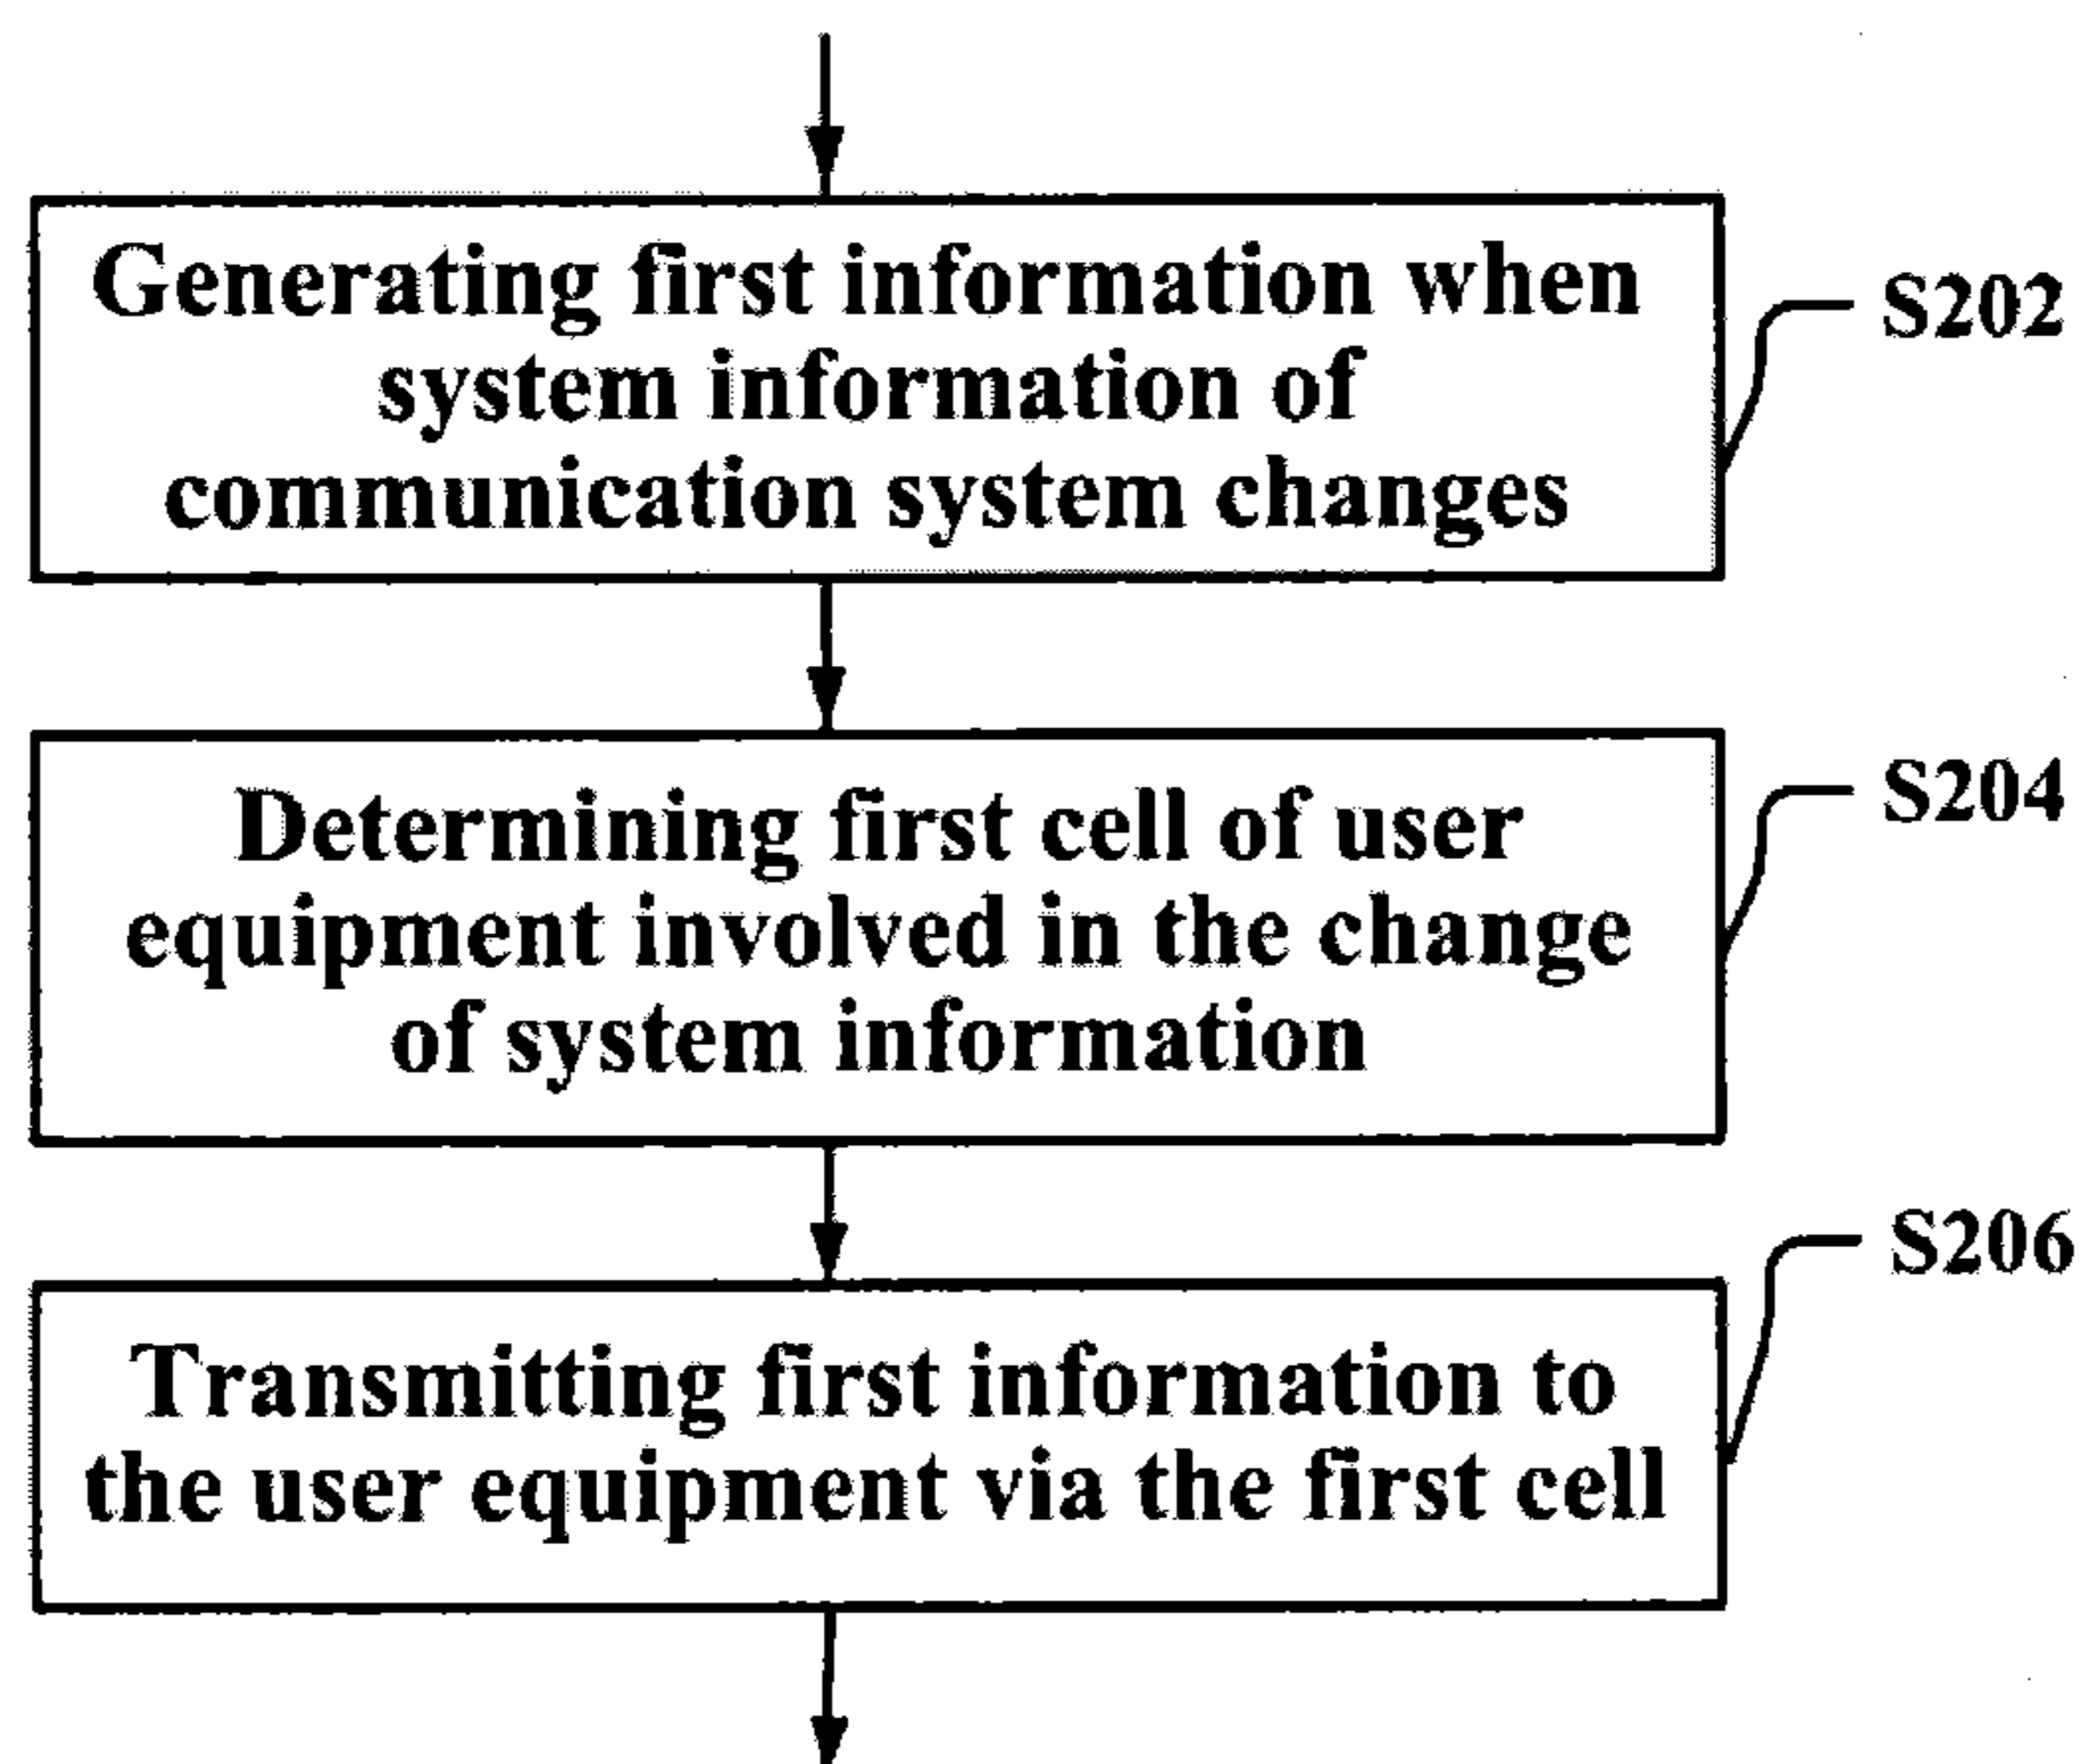 Generating first information when
system information of
communication system changes
S202
Determining first cell of user
equipment involved in the change
of system information
S204
Transmitting first information to
the user equipment via the first cell
S206